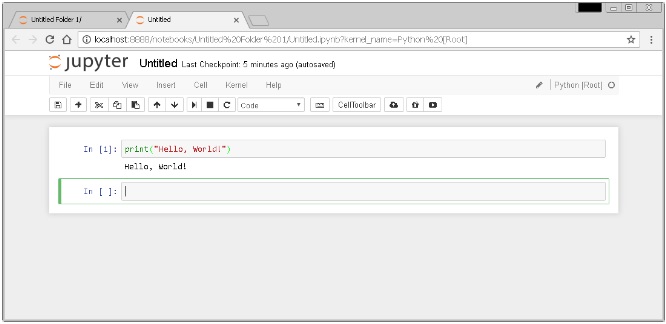 Untitled Folder 1/
Untitled
localhost:8888/notebooks/Untitled%20Folder%201/Untitled.ipynb?kernel_name=Python%20[Root]
jupyter Untitled Last Checkpoint: 5 minutes ago (autosaved)
File Edit View Insert Cell Kernel Help Python [Root]
Code CellToolbar
In [1]: print("Hello, World!")
Hello, World!
In [ ]: